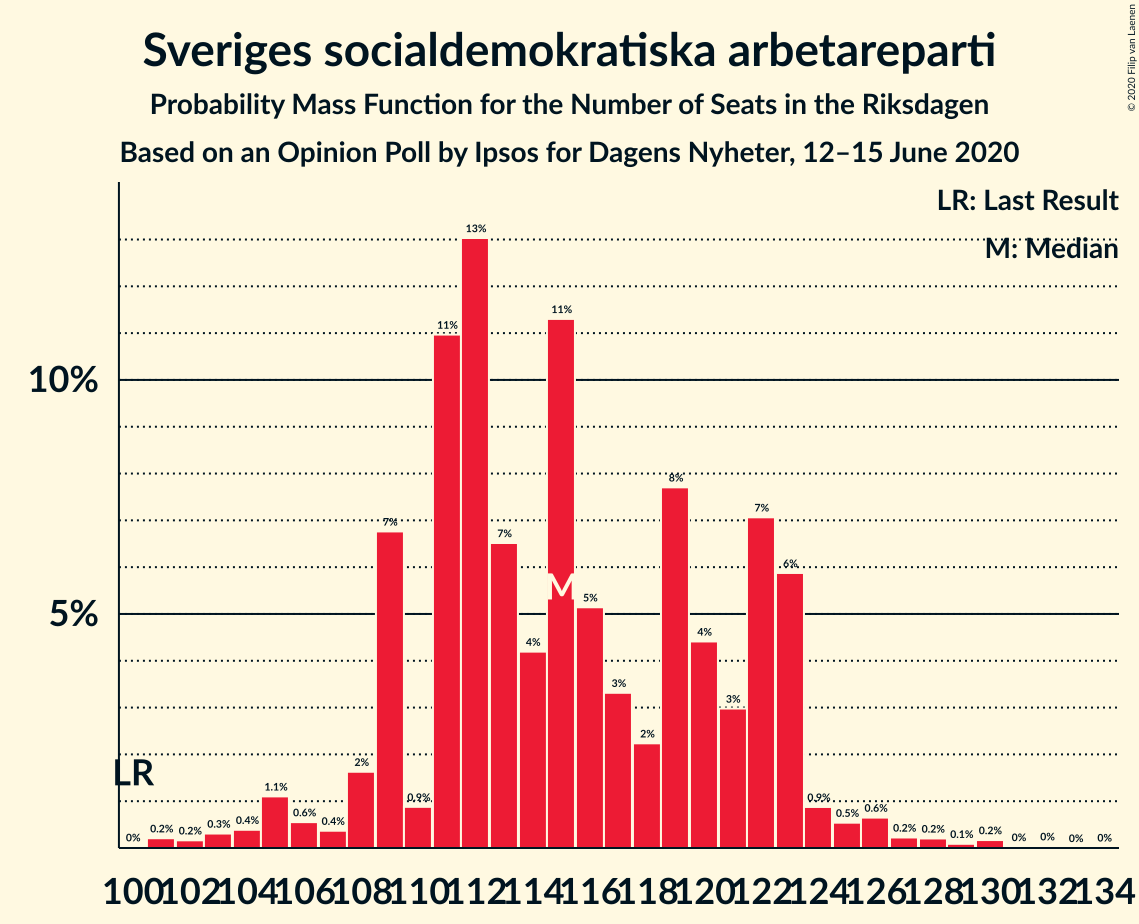 Sveriges socialdemokratiska arbetareparti
Probability Mass Function for the Number of Seats in the Riksdagen
Based on an Opinion Poll by Ipsos for Dagens Nyheter, 12–15 June 2020
© 2020 Filip van Laenen
LR: Last Result
M: Median
10%
5%
LR
M
0% 0.2% 0.2% 0.3% 0.4% 1.1% 0.6% 0.4% 2% 7% 0.9% 11% 13% 7% 4% 11% 5% 3% 2% 8% 4% 3% 7% 6% 0.9% 0.5% 0.6% 0.2% 0.2% 0.1% 0.2% 0% 0% 0% 0%
100 102 104 106 108 110 112 114 116 118 120 122 124 126 128 130 132 134